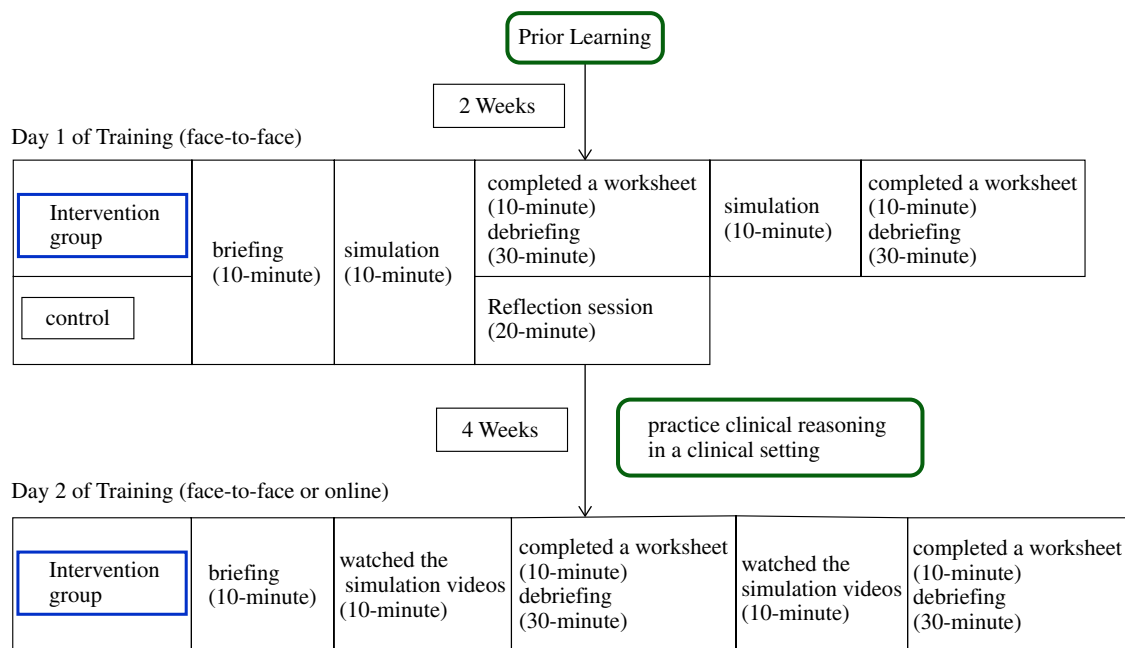 Prior Learning
2 Weeks
Day 1 of Training (face-to-face)
Intervention
group
briefing
(10-minute)
simulation
(10-minute)
completed a worksheet
(10-minute)
debriefing
(30-minute)
simulation
(10-minute)
completed a worksheet
(10-minute)
debriefing
(30-minute)
control
Reflection session
(20-minute)
4 Weeks
practice clinical reasoning
in a clinical setting
Day 2 of Training (face-to-face or online)
Intervention
group
briefing
(10-minute)
watched the
simulation videos
(10-minute)
completed a worksheet
(10-minute)
debriefing
(30-minute)
watched the
simulation videos
(10-minute)
completed a worksheet
(10-minute)
debriefing
(30-minute)